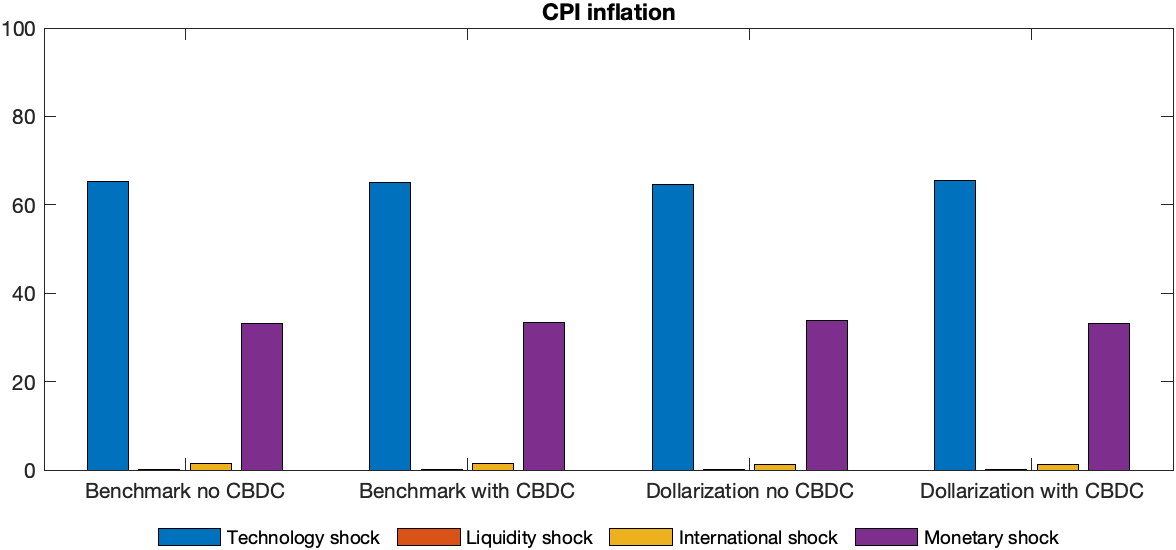 CPI inflation
100
80
60
40
20
0
Benchmark no CBDC Benchmark with CBDC Dollarization no CBDC Dollarization with CBDC
Technology shock Liquidity shock International shock Monetary shock